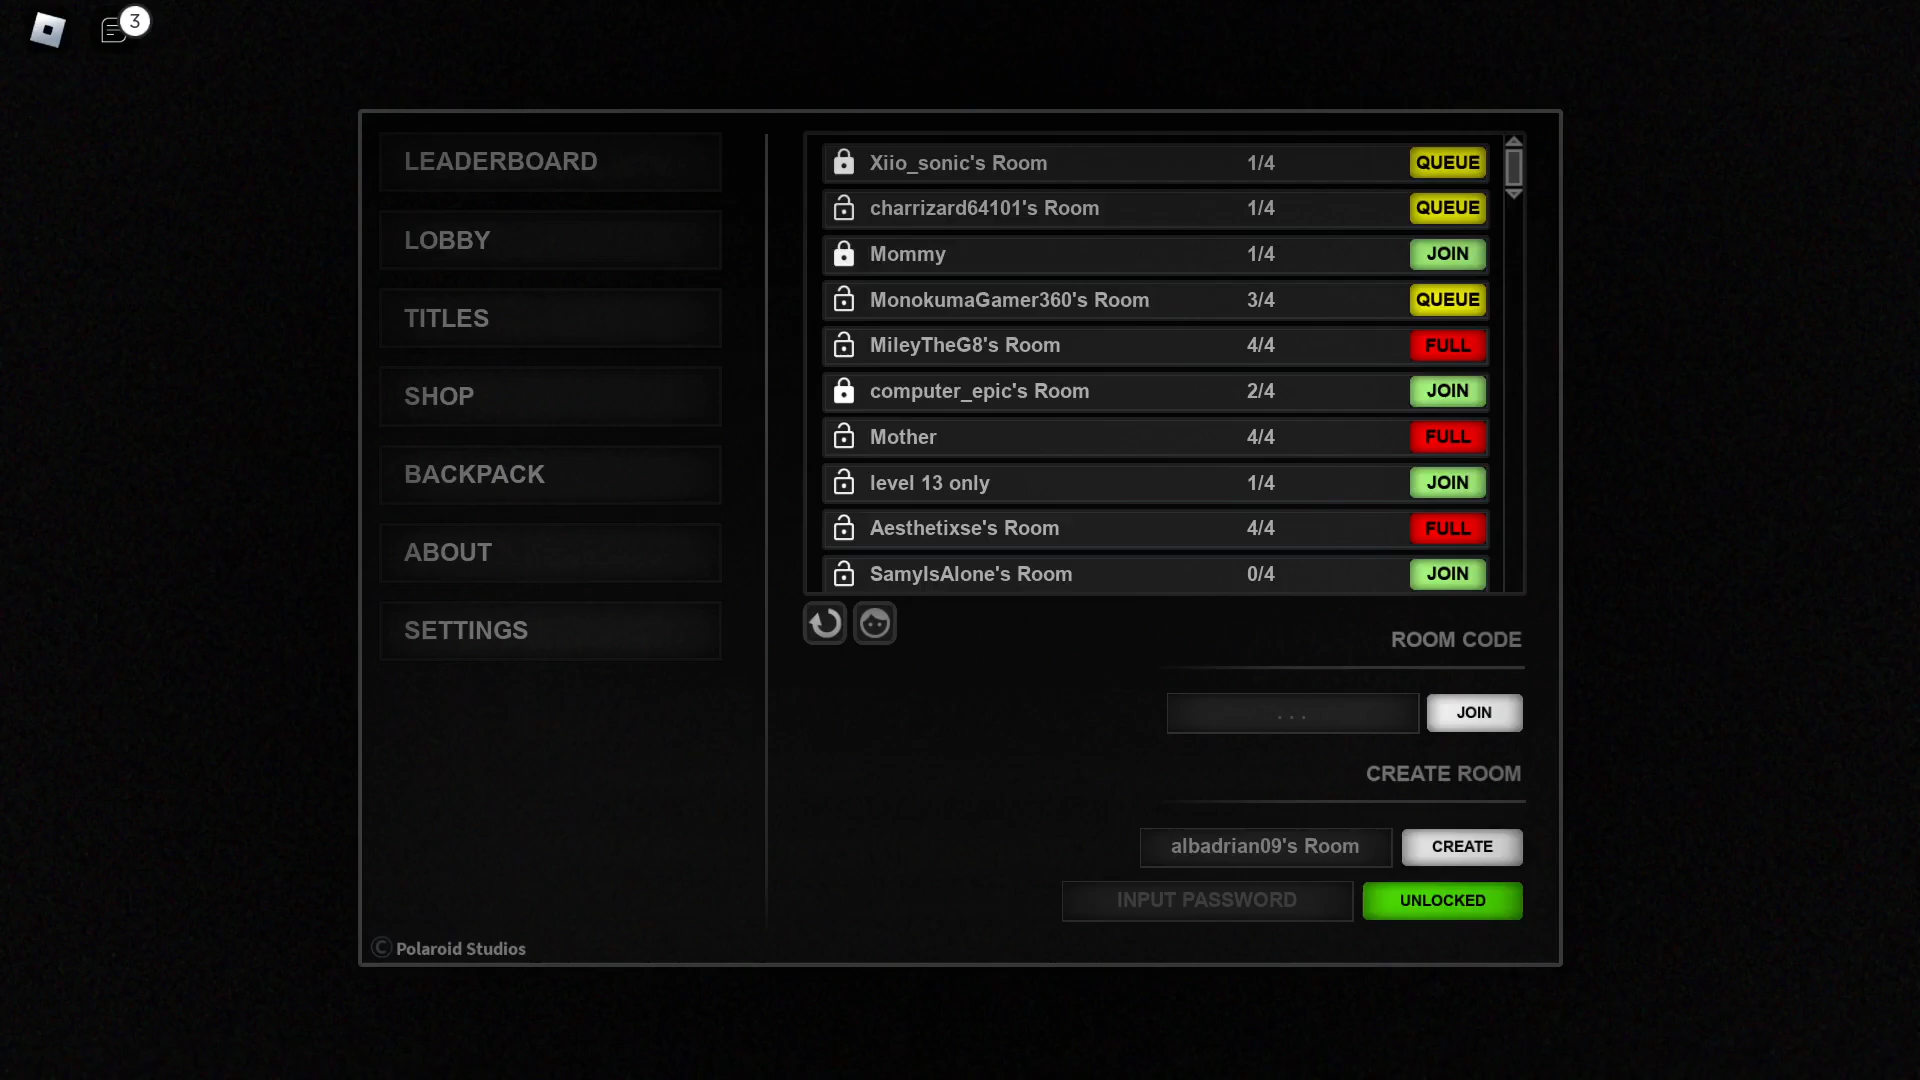 3
LEADERBOARD
LOBBY
TITLES
SHOP
BACKPACK
ABOUT
SETTINGS
Xiio_sonic's Room 1/4 QUEUE
charrizard64101's Room 1/4 QUEUE
Mommy 1/4 JOIN
MonokumaGamer360's Room 3/4 QUEUE
MileyTheG8's Room 4/4 FULL
computer_epic's Room 2/4 JOIN
Mother 4/4 FULL
level 13 only 1/4 JOIN
Aesthetixse's Room 4/4 FULL
SamyIsAlone's Room 0/4 JOIN
ROOM CODE
... JOIN
CREATE ROOM
albadrian09's Room CREATE
INPUT PASSWORD UNLOCKED
© Polaroid Studios